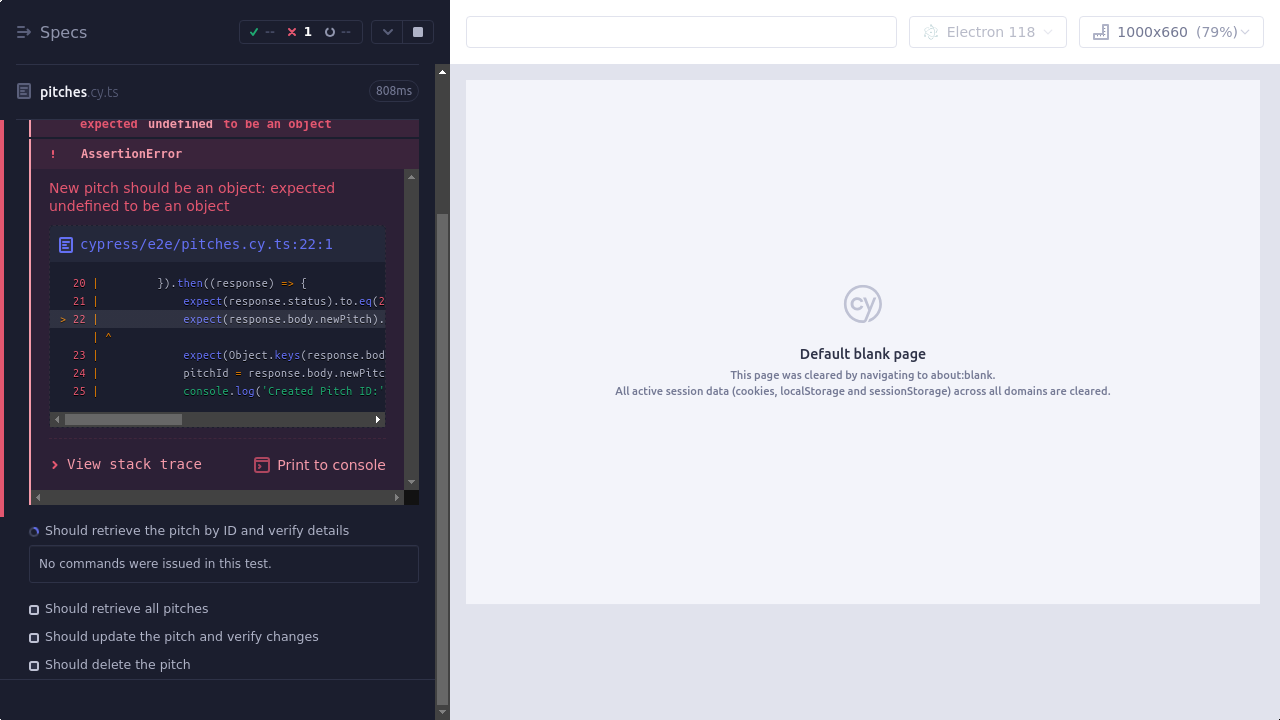 Specs
--
1
--
Electron 118
1000x660 (79%)
pitches.cy.ts
808ms
expected undefined to be an object
! AssertionError
New pitch should be an object: expected
undefined to be an object
cypress/e2e/pitches.cy.ts:22:1
20 | }).then((response) => {
21 | expect(response.status).to.eq(2
> 22 | expect(response.body.newPitch).
| ^
23 | expect(Object.keys(response.bod
24 | pitchId = response.body.newPitc
25 | console.log('Created Pitch ID:'
View stack trace
Print to console
Should retrieve the pitch by ID and verify details
No commands were issued in this test.
Should retrieve all pitches
Should update the pitch and verify changes
Should delete the pitch
cy
Default blank page
This page was cleared by navigating to about:blank.
All active session data (cookies, localStorage and sessionStorage) across all domains are cleared.